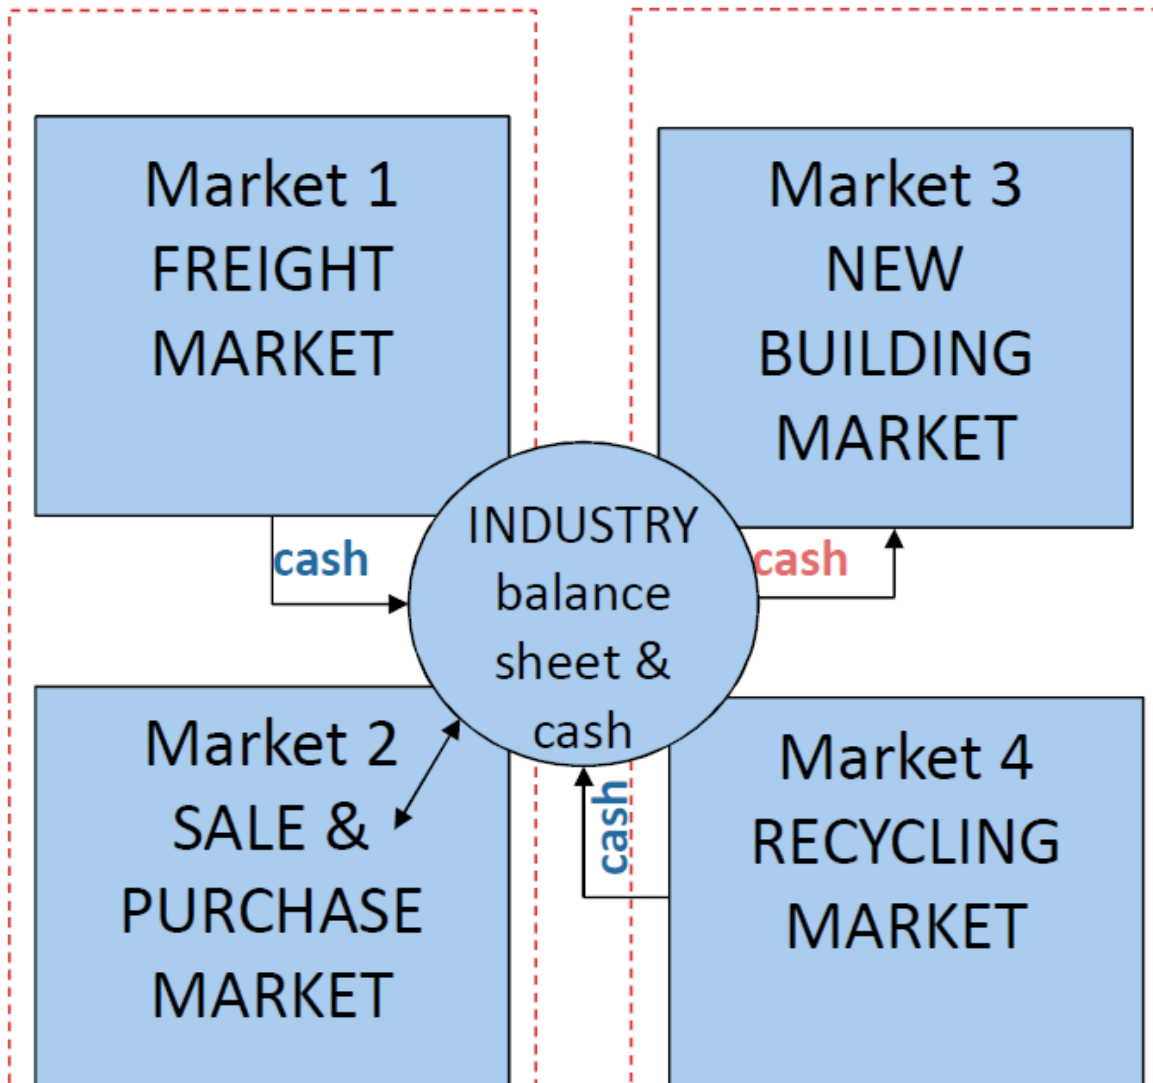 Market 1
FREIGHT
MARKET
Market 3
NEW
BUILDING
MARKET
INDUSTRY
balance
sheet &
cash
cash
cash
Market 2
SALE &
PURCHASE
MARKET
cash
Market 4
RECYCLING
MARKET